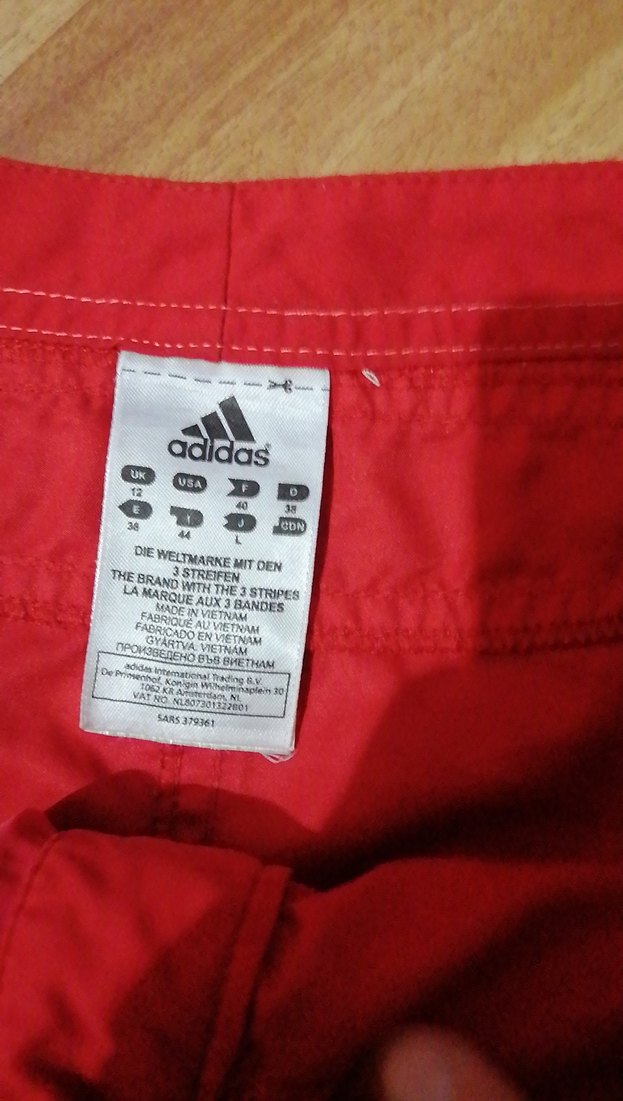 adidas
UK USA F D
12 40 38
E I J CDN
38 44 L
DIE WELTMARKE MIT DEN
3 STREIFEN
THE BRAND WITH THE 3 STRIPES
LA MARQUE AUX 3 BANDES
MADE IN VIETNAM
FABRIQUÉ AU VIETNAM
FABRICADO EN VIETNAM
GYÁRTVA: VIETNAM
ПРОИЗВЕДЕНО ВЪВ ВИЕТНАМ
adidas International Trading B.V.
De Prinsenhof, Konigin Wilhelminaplein 30
1062 KR Amsterdam, NL
VAT NO. NL807301322B01
SARS 379361